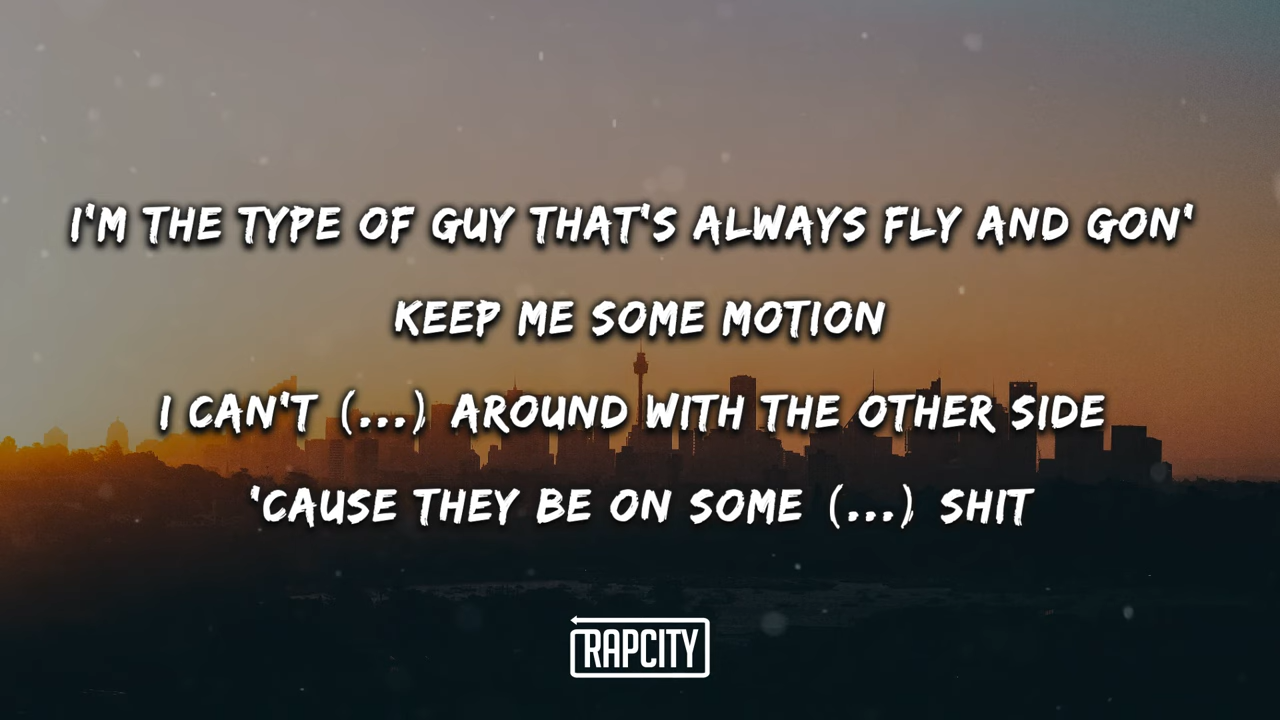 I'M THE TYPE OF GUY THAT'S ALWAYS FLY AND GON'
KEEP ME SOME MOTION
I CAN'T (...) AROUND WITH THE OTHER SIDE
'CAUSE THEY BE ON SOME (...) SHIT
RAPCITY